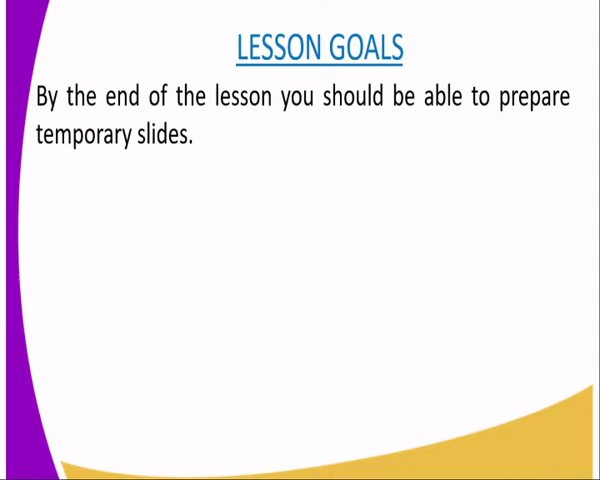 LESSON GOALS
By the end of the lesson you should be able to prepare
temporary slides.